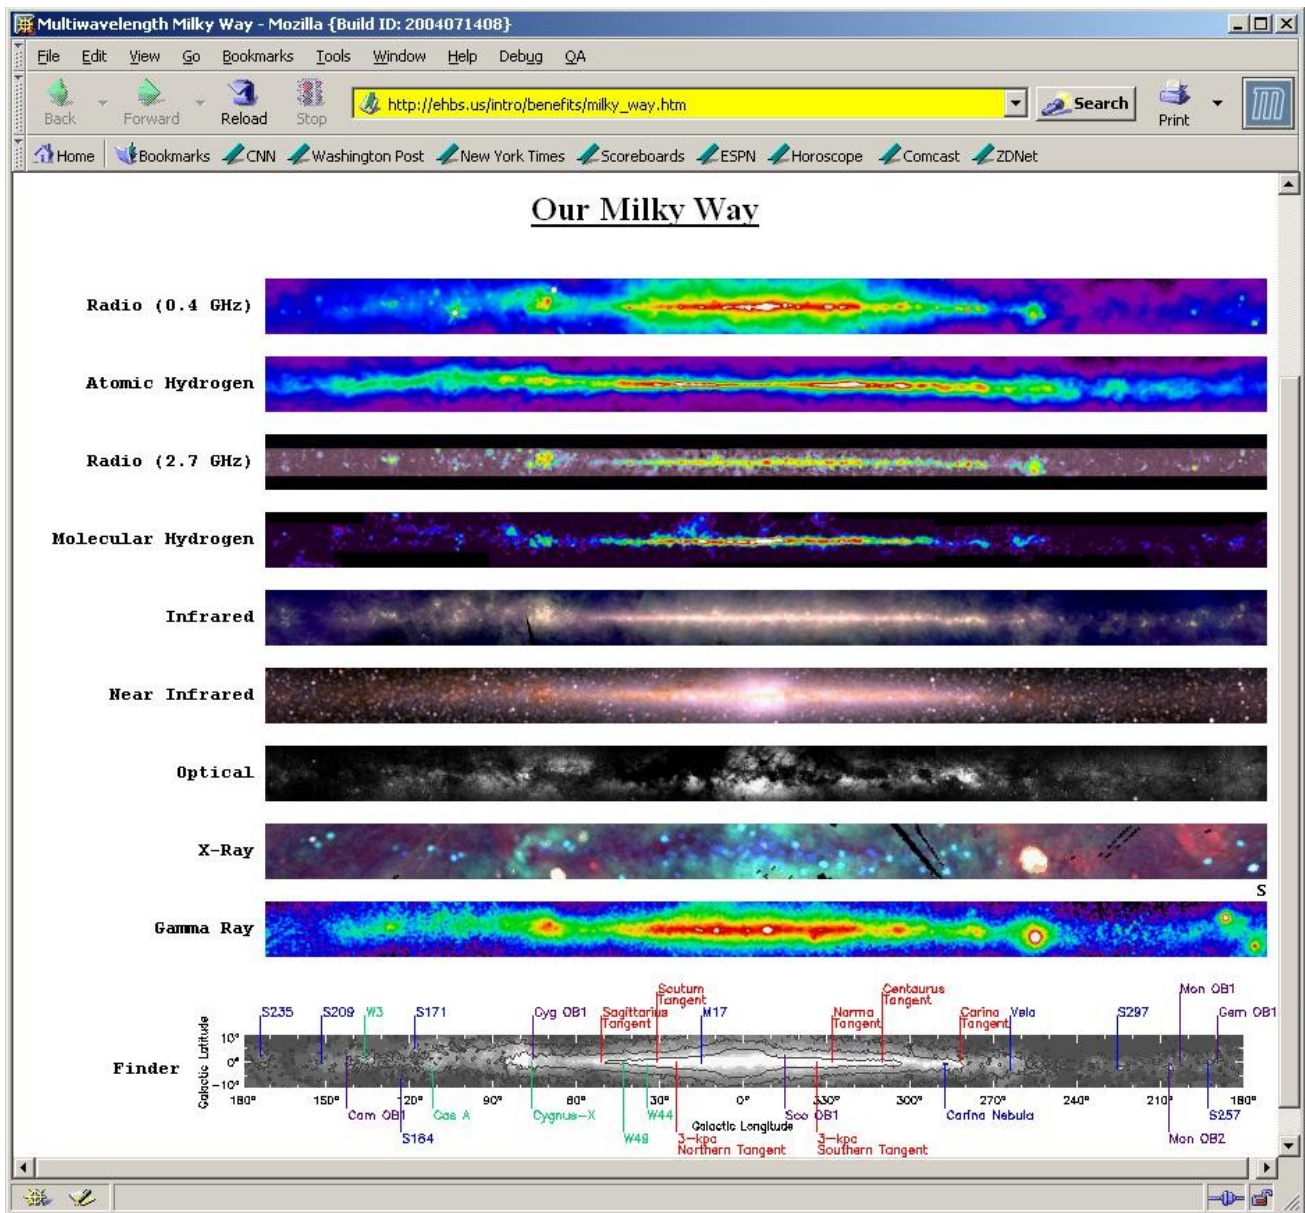 Multiwavelength Milky Way - Mozilla {Build ID: 2004071408}
File Edit View Go Bookmarks Tools Window Help Debug QA
Back Forward Reload Stop http://ehbs.us/intro/benefits/milky_way.htm Search Print
Home Bookmarks CNN Washington Post New York Times Scoreboards ESPN Horoscope Comcast ZDNet
Our Milky Way
Radio (0.4 GHz)
Atomic Hydrogen
Radio (2.7 GHz)
Molecular Hydrogen
Infrared
Near Infrared
Optical
X-Ray
S
Gamma Ray
Finder
Galactic Latitude
10°
0°
-10°
Scutum Tangent
Centaurus Tangent
Mon OB1
S235 S209 W3 S171 Cyg OB1 Sagittarius Tangent M17 Norma Tangent Carina Tangent Vela S297 Gem OB1
180° 150° 120° 90° 60° 30° 0° 330° 300° 270° 240° 210° 180°
Cam OB1 Cas A Cygnus-X W44 Sco OB1 Carina Nebula S257
Galactic Longitude
S184 W49 3-kpc Northern Tangent 3-kpc Southern Tangent Mon OB2